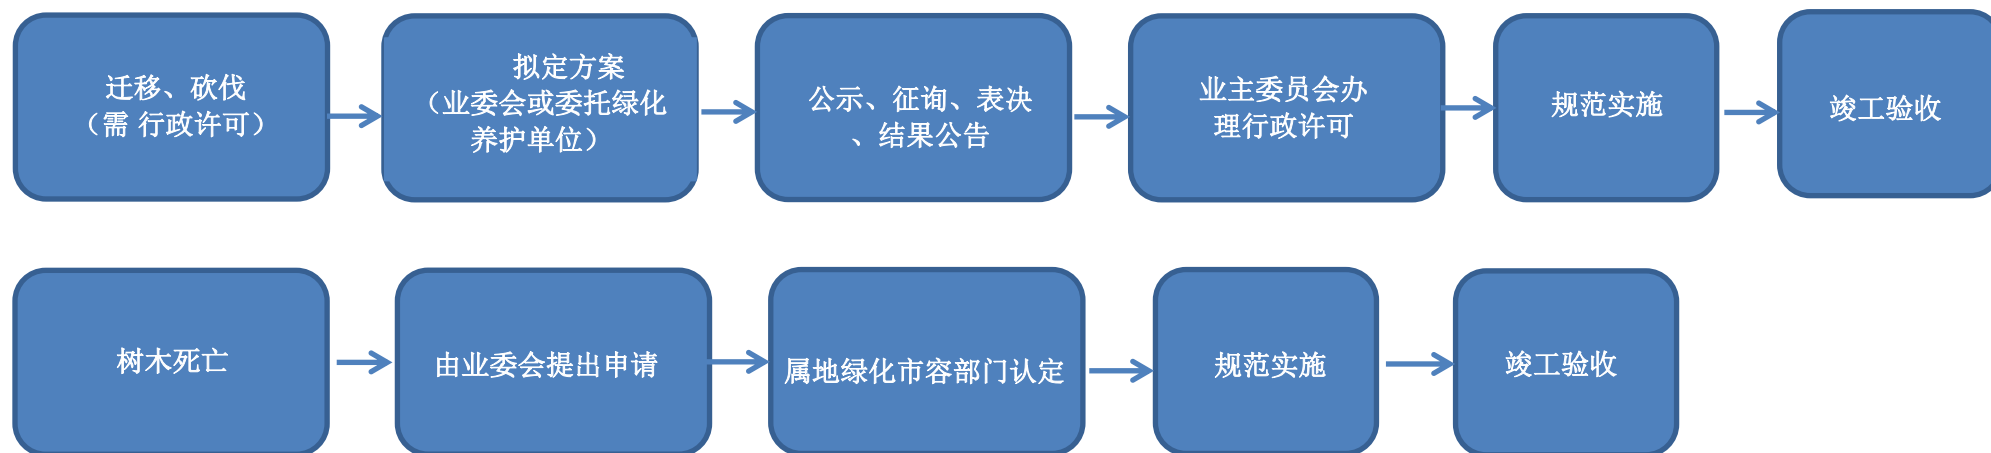 迁移、砍伐
（需 行政许可）
拟定方案
（业委会或委托绿化
养护单位）
公示、征询、表决
、结果公告
业主委员会办
理行政许可
规范实施
竣工验收
树木死亡
由业委会提出申请
属地绿化市容部门认定
规范实施
竣工验收